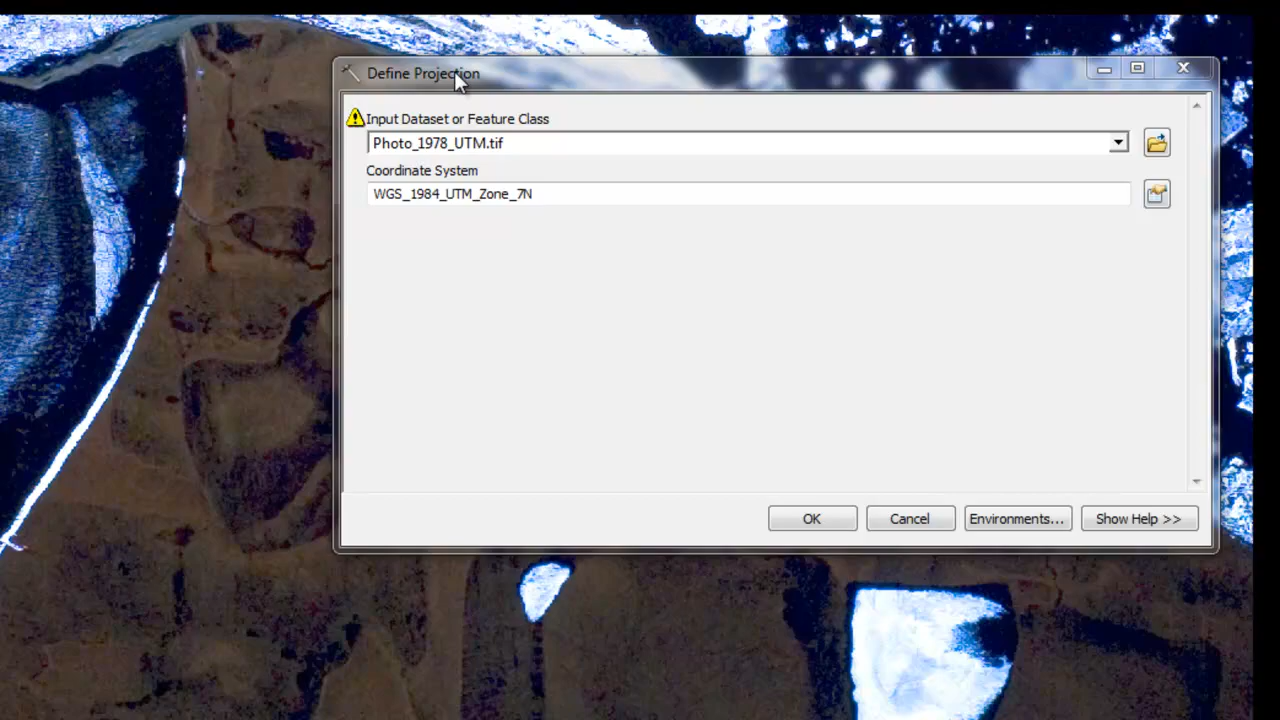 Define Projection
Input Dataset or Feature Class
Photo_1978_UTM.tif
Coordinate System
WGS_1984_UTM_Zone_7N
OK
Cancel
Environments...
Show Help >>